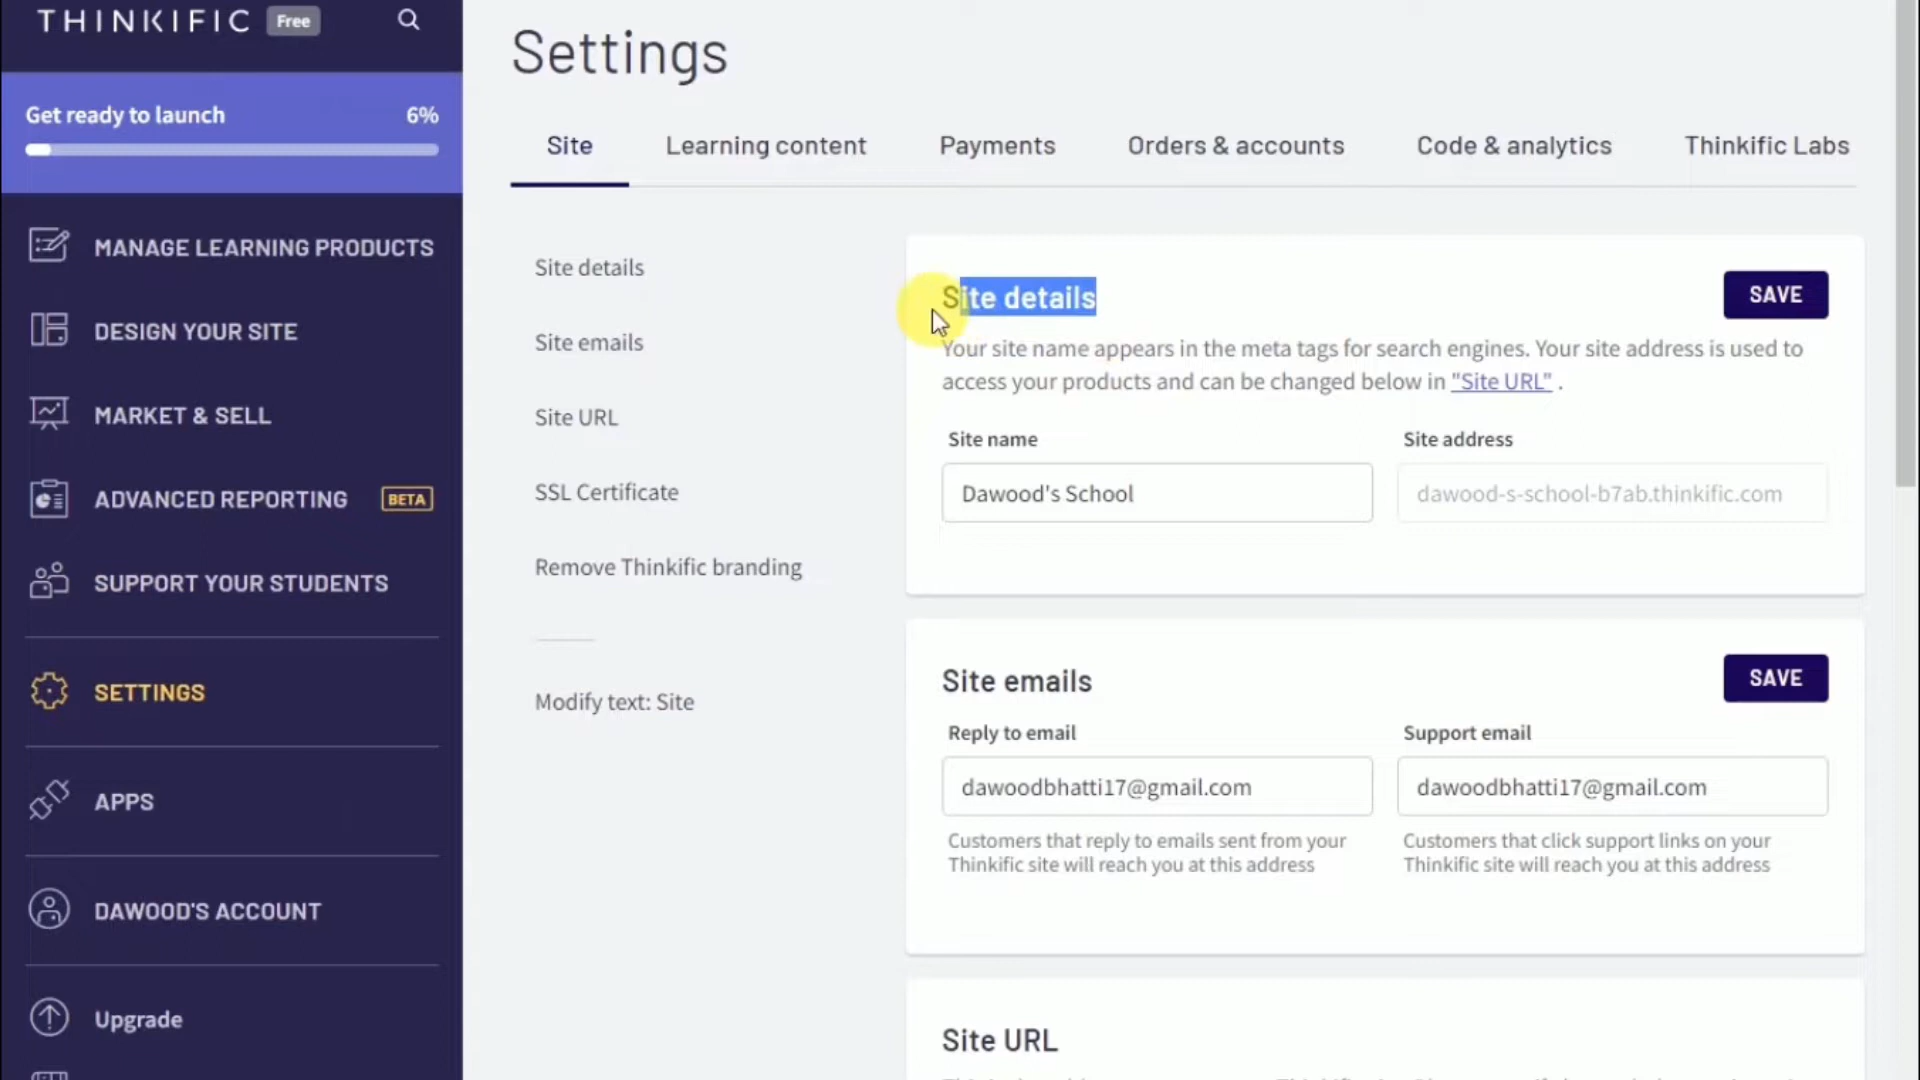 THINKIFIC Free
Get ready to launch 6%
MANAGE LEARNING PRODUCTS
DESIGN YOUR SITE
MARKET & SELL
ADVANCED REPORTING BETA
SUPPORT YOUR STUDENTS
SETTINGS
APPS
DAWOOD'S ACCOUNT
Upgrade
Settings
Site Learning content Payments Orders & accounts Code & analytics Thinkific Labs
Site details
Site emails
Site URL
SSL Certificate
Remove Thinkific branding
Modify text: Site
Site details
SAVE
Your site name appears in the meta tags for search engines. Your site address is used to
access your products and can be changed below in "Site URL" .
Site name Site address
Dawood's School dawood-s-school-b7ab.thinkific.com
Site emails
SAVE
Reply to email Support email
dawoodbhatti17@gmail.com dawoodbhatti17@gmail.com
Customers that reply to emails sent from your
Thinkific site will reach you at this address
Customers that click support links on your
Thinkific site will reach you at this address
Site URL